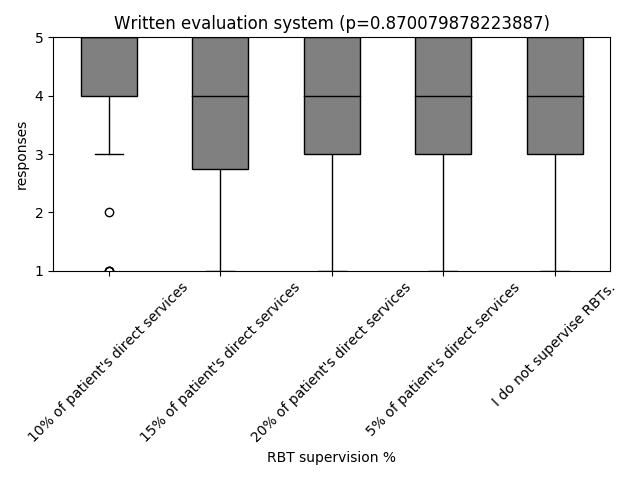 Written evaluation system (p=0.870079878223887)
5
4
3
2
1
responses
10% of patient's direct services
15% of patient's direct services
20% of patient's direct services
5% of patient's direct services
I do not supervise RBTs.
RBT supervision %